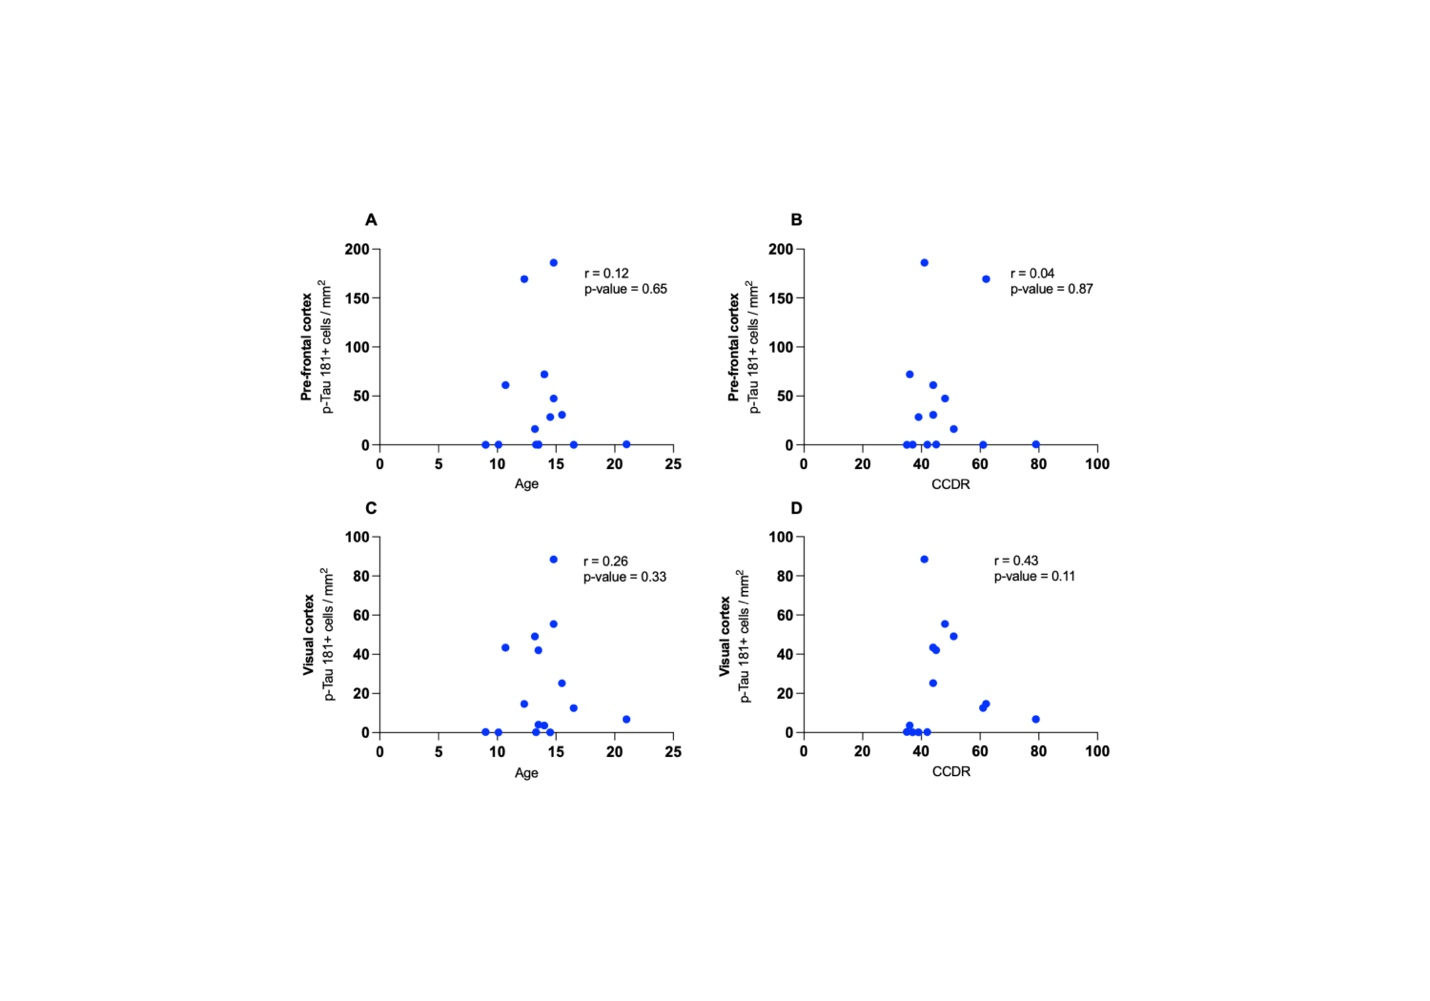 A
Pre-frontal cortex
p-Tau 181+ cells / mm²
200
150
100
50
0
0 5 10 15 20 25
Age
r = 0.12
p-value = 0.65
B
Pre-frontal cortex
p-Tau 181+ cells / mm²
200
150
100
50
0
0 20 40 60 80 100
CCDR
r = 0.04
p-value = 0.87
C
Visual cortex
p-Tau 181+ cells / mm²
100
80
60
40
20
0
0 5 10 15 20 25
Age
r = 0.26
p-value = 0.33
D
Visual cortex
p-Tau 181+ cells / mm²
100
80
60
40
20
0
0 20 40 60 80 100
CCDR
r = 0.43
p-value = 0.11